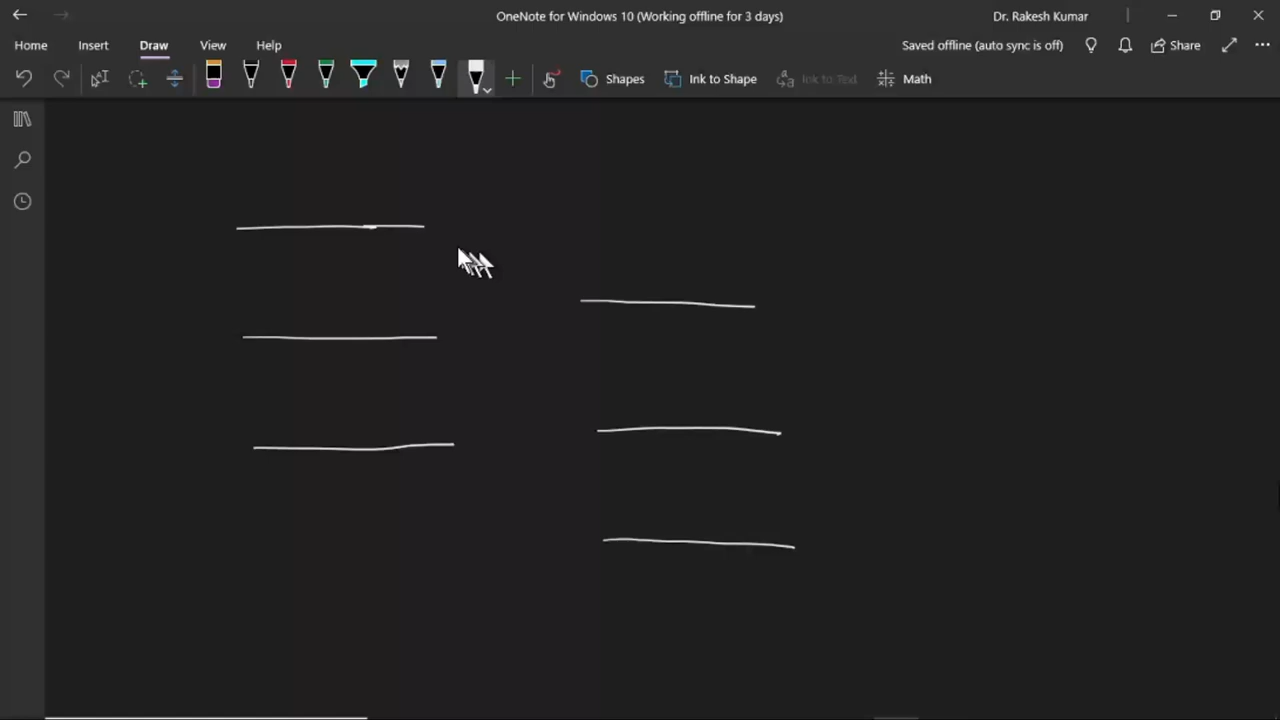 OneNote for Windows 10 (Working offline for 3 days) Dr. Rakesh Kumar
Home Insert Draw View Help Saved offline (auto sync is off) Share
Shapes Ink to Shape Ink to Text Math